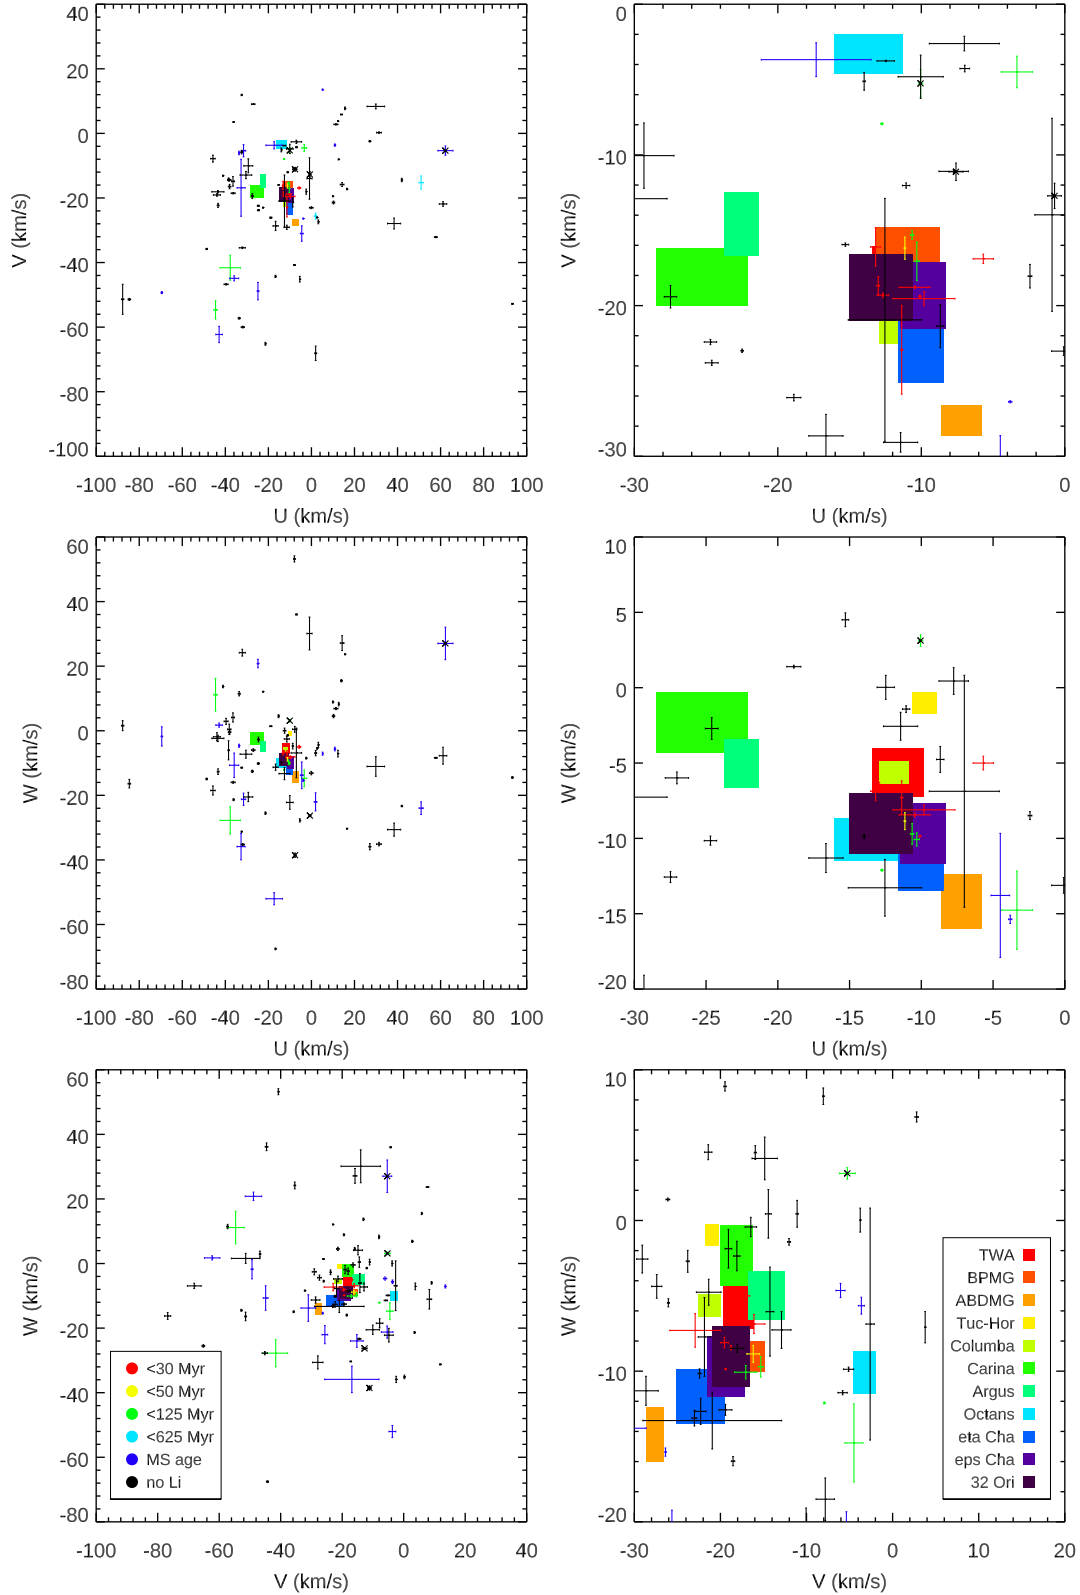 40
20
0
-20
-40
-60
-80
-100
V (km/s)
-100 -80 -60 -40 -20 0 20 40 60 80 100
U (km/s)
0
-10
-20
-30
V (km/s)
-30 -20 -10 0
U (km/s)
60
40
20
0
-20
-40
-60
-80
W (km/s)
-100 -80 -60 -40 -20 0 20 40 60 80 100
U (km/s)
10
5
0
-5
-10
-15
-20
W (km/s)
-30 -25 -20 -15 -10 -5 0
U (km/s)
60
40
20
0
-20
-40
-60
-80
W (km/s)
<30 Myr
<50 Myr
<125 Myr
<625 Myr
MS age
no Li
-100 -80 -60 -40 -20 0 20 40
V (km/s)
10
0
-10
-20
W (km/s)
TWA
BPMG
ABDMG
Tuc-Hor
Columba
Carina
Argus
Octans
eta Cha
eps Cha
32 Ori
-30 -20 -10 0 10 20
V (km/s)